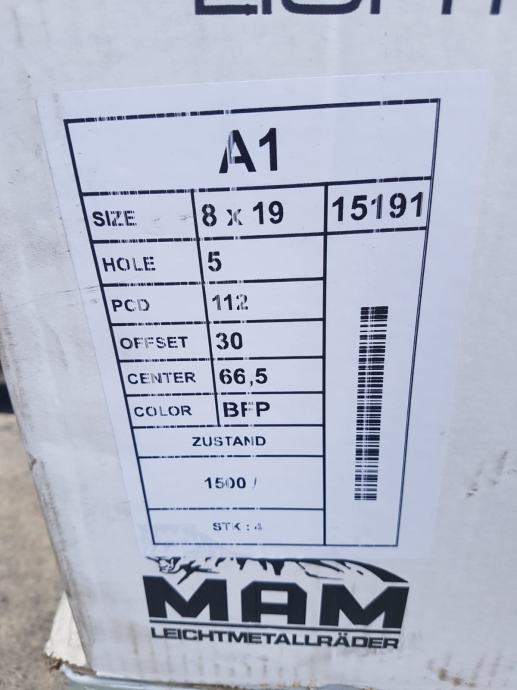 A1
SIZE 8 x 19 15191
HOLE 5
PCD 112
OFFSET 30
CENTER 66,5
COLOR BFP
ZUSTAND
1500 /
STK : 4
MAM
LEICHTMETALLRÄDER